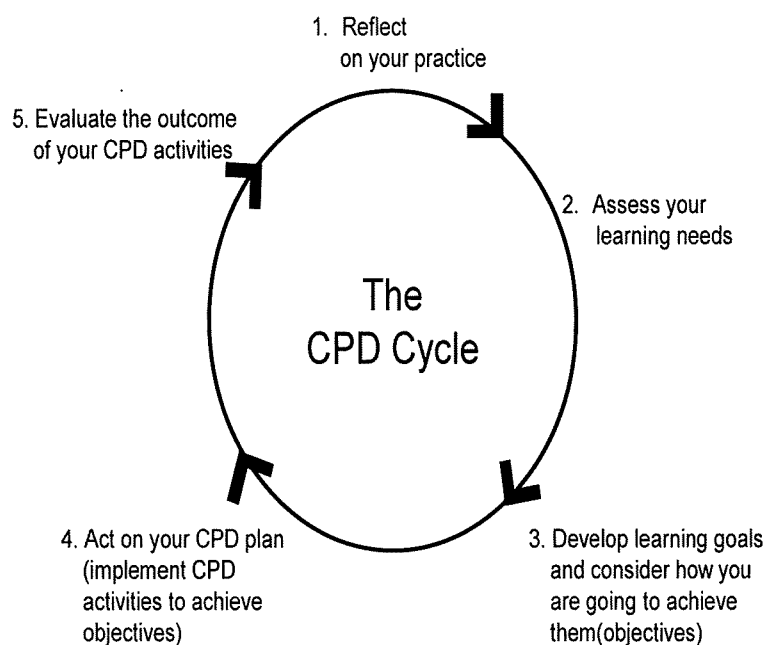 1. Reflect
on your practice
2. Assess your
learning needs
3. Develop learning goals
and consider how you
are going to achieve
them(objectives)
4. Act on your CPD plan
(implement CPD
activities to achieve
objectives)
5. Evaluate the outcome
of your CPD activities
The
CPD Cycle